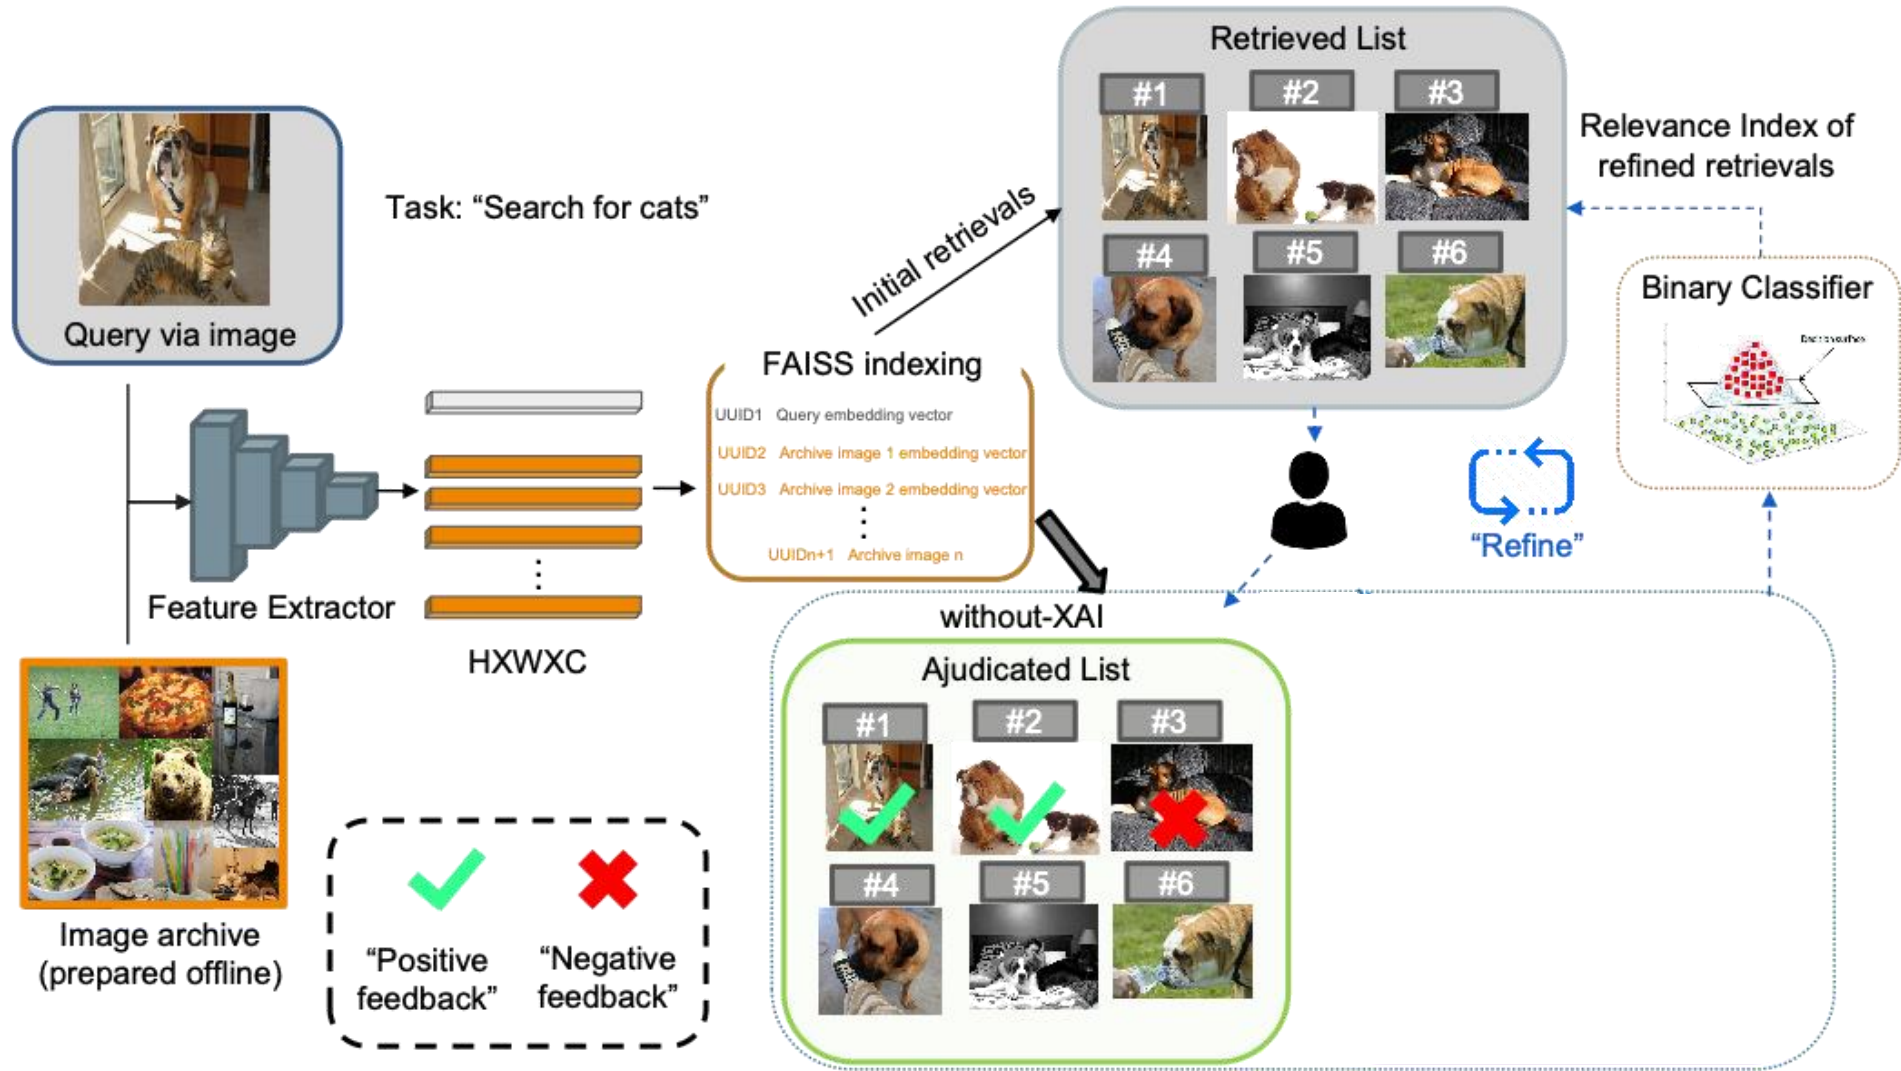 Query via image
Task: “Search for cats”
Feature Extractor
HXWXC
Image archive
(prepared offline)
“Positive
feedback”
“Negative
feedback”
FAISS indexing
UUID1 Query embedding vector
UUID2 Archive image 1 embedding vector
UUID3 Archive image 2 embedding vector
UUIDn+1 Archive image n
Initial retrievals
Retrieved List
#1 #2 #3
#4 #5 #6
Relevance Index of
refined retrievals
Binary Classifier
Decision surface
“Refine”
without-XAI
Ajudicated List
#1 #2 #3
#4 #5 #6